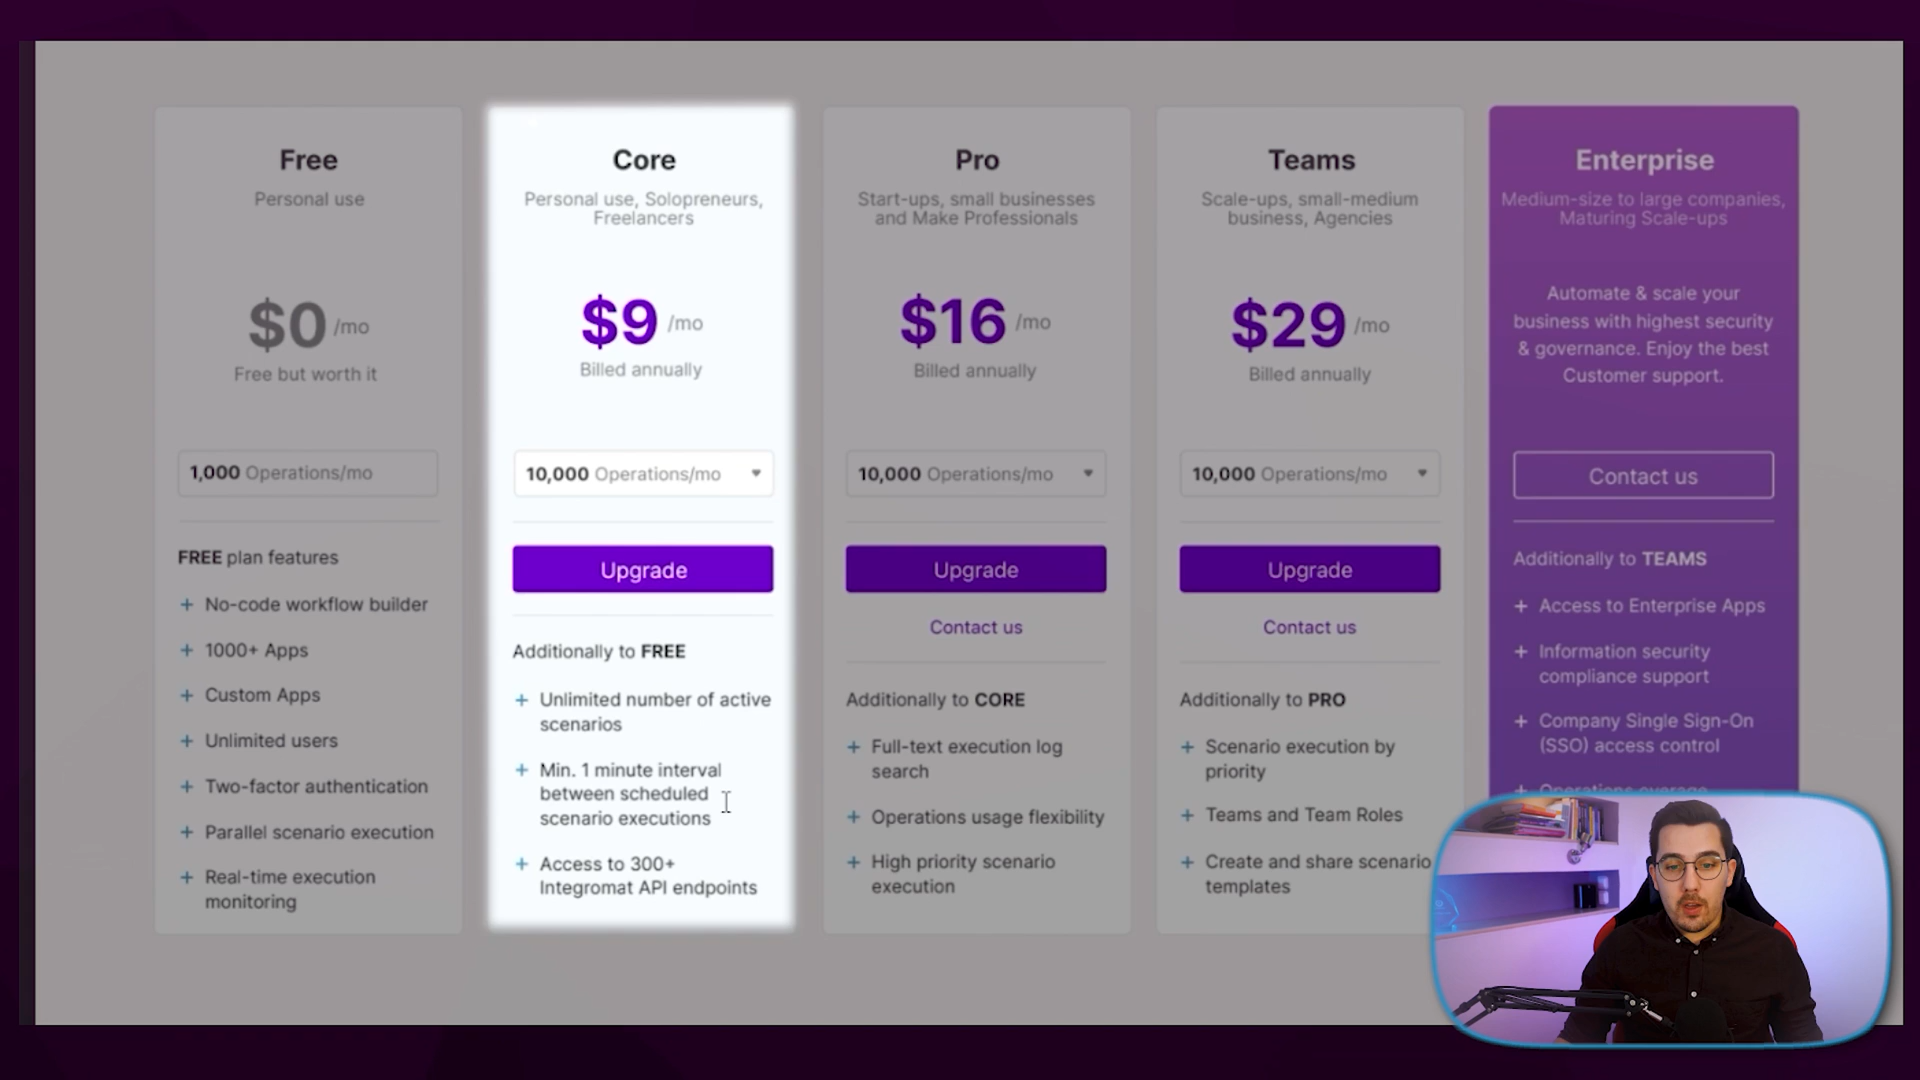 Free
Personal use
$0 /mo
Free but worth it
1,000 Operations/mo
FREE plan features
+ No-code workflow builder
+ 1000+ Apps
+ Custom Apps
+ Unlimited users
+ Two-factor authentication
+ Parallel scenario execution
+ Real-time execution
monitoring
Core
Personal use, Solopreneurs,
Freelancers
$9 /mo
Billed annually
10,000 Operations/mo
Upgrade
Additionally to FREE
+ Unlimited number of active
scenarios
+ Min. 1 minute interval
between scheduled
scenario executions
+ Access to 300+
Integromat API endpoints
Pro
Start-ups, small businesses
and Make Professionals
$16 /mo
Billed annually
10,000 Operations/mo
Upgrade
Contact us
Additionally to CORE
+ Full-text execution log
search
+ Operations usage flexibility
+ High priority scenario
execution
Teams
Scale-ups, small-medium
business, Agencies
$29 /mo
Billed annually
10,000 Operations/mo
Upgrade
Contact us
Additionally to PRO
+ Scenario execution by
priority
+ Teams and Team Roles
+ Create and share scenario
templates
Enterprise
Medium-size to large companies,
Maturing Scale-ups
Automate & scale your
business with highest security
& governance. Enjoy the best
Customer support.
Contact us
Additionally to TEAMS
+ Access to Enterprise Apps
+ Information security
compliance support
+ Company Single Sign-On
(SSO) access control
+ Operations overage